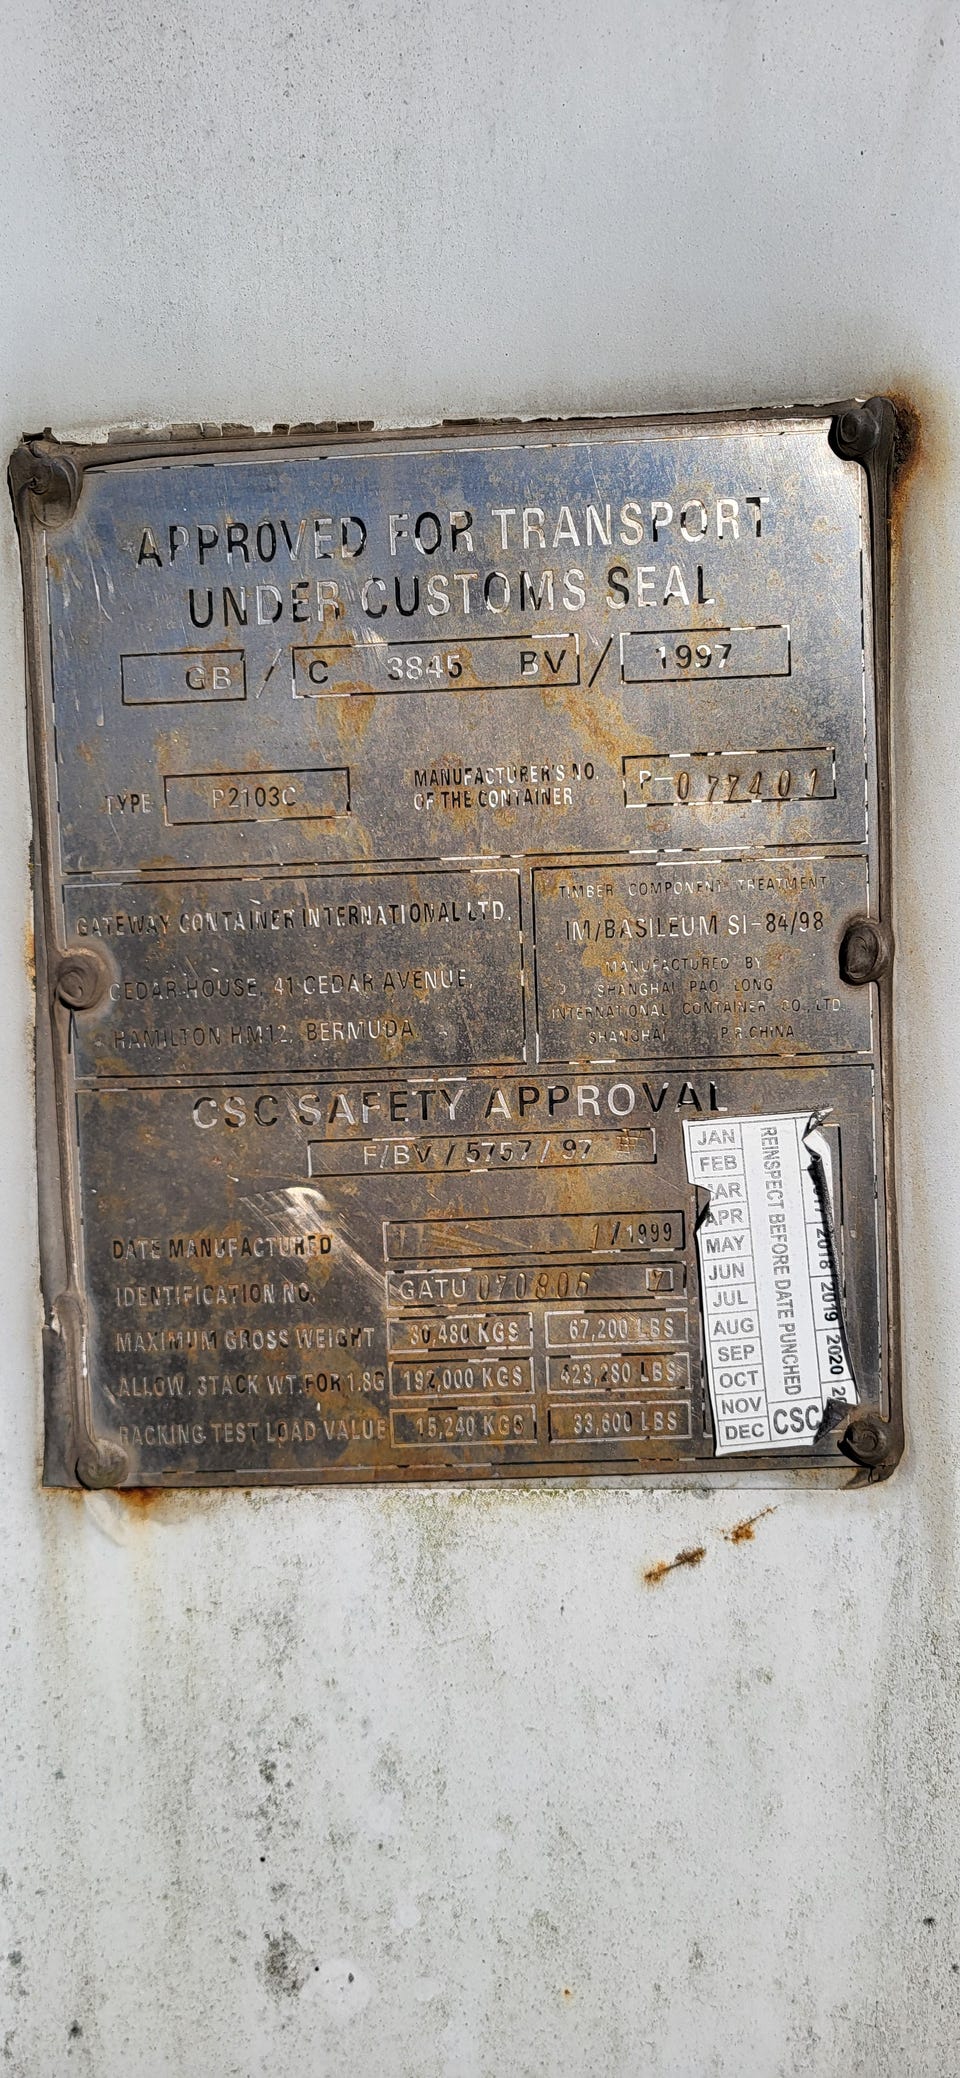 APPROVED FOR TRANSPORT
UNDER CUSTOMS SEAL
GB / C 3845 BV / 1997
TYPE P2103C MANUFACTURER'S NO. OF THE CONTAINER P-077401
GATEWAY CONTAINER INTERNATIONAL LTD.
CEDAR HOUSE, 41 CEDAR AVENUE,
HAMILTON HM12, BERMUDA
TIMBER COMPONENT TREATMENT
IM/BASILEUM SI-84/98
MANUFACTURED BY
SHANGHAI PAO LONG
INTERNATIONAL CONTAINER CO., LTD
SHANGHAI P.R.CHINA
CSC SAFETY APPROVAL
F/BV/5757/97
DATE MANUFACTURED 1/1999
IDENTIFICATION NO. GATU 070806 7
MAXIMUM GROSS WEIGHT 30,480 KGS 67,200 LBS
ALLOW. STACK WT. FOR 1.8G 192,000 KGS 423,280 LBS
RACKING TEST LOAD VALUE 15,240 KGS 33,600 LBS
JAN
FEB
AR
APR
MAY
JUN
JUL
AUG
SEP
OCT
NOV
DEC
REINSPECT BEFORE DATE PUNCHED
CSC
2018 2019 2020